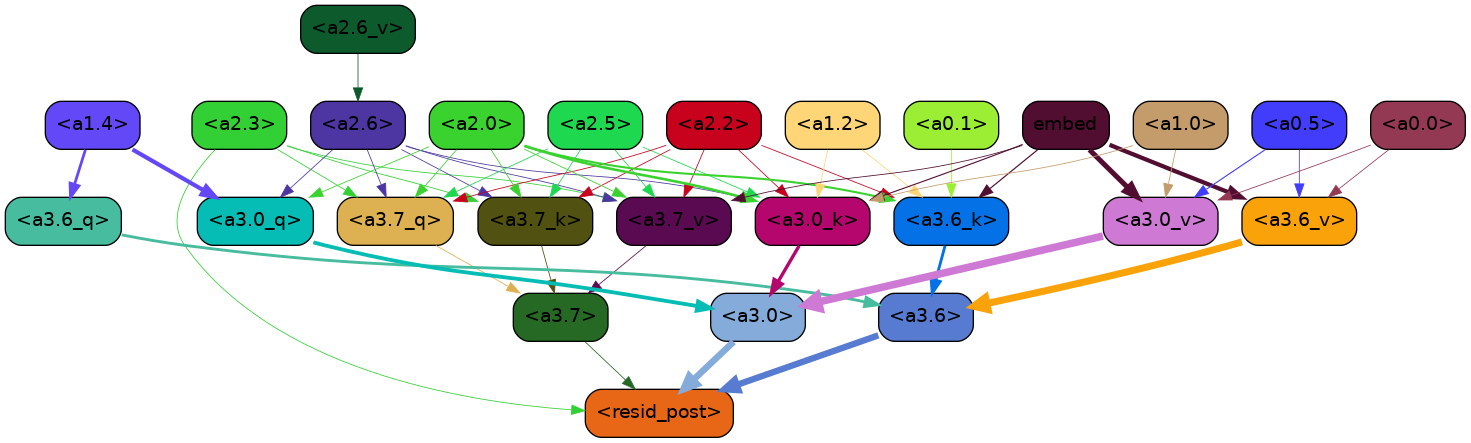 <a2.6_v>
<a1.4> <a2.3> <a2.6> <a2.0> <a2.5> <a2.2> <a1.2> <a0.1> embed <a1.0> <a0.5> <a0.0>
<a3.6_q> <a3.0_q> <a3.7_q> <a3.7_k> <a3.7_v> <a3.0_k> <a3.6_k> <a3.0_v> <a3.6_v>
<a3.7> <a3.0> <a3.6>
<resid_post>